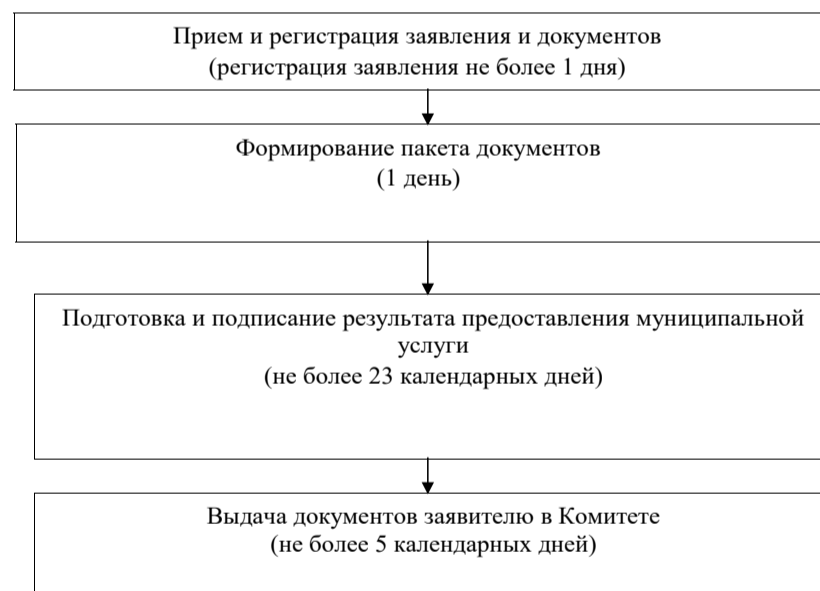 Прием и регистрация заявления и документов
(регистрация заявления не более 1 дня)
Формирование пакета документов
(1 день)
Подготовка и подписание результата предоставления муниципальной
услуги
(не более 23 календарных дней)
Выдача документов заявителю в Комитете
(не более 5 календарных дней)